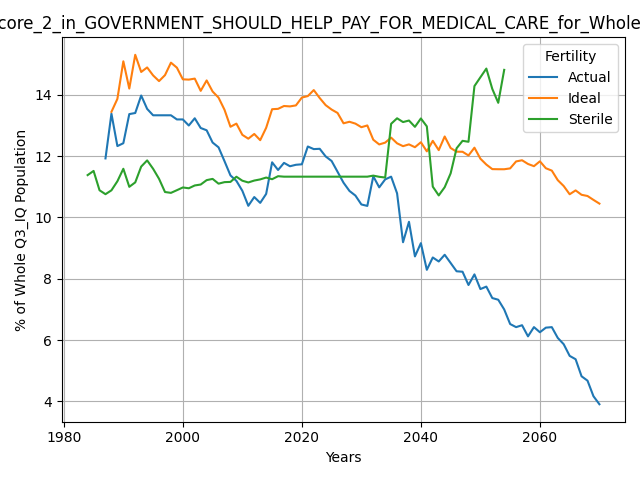 core_2_in_GOVERNMENT_SHOULD_HELP_PAY_FOR_MEDICAL_CARE_for_Whole
Fertility
Actual
Ideal
Sterile
% of Whole Q3_IQ Population
14
12
10
8
6
4
1980
2000
2020
2040
2060
Years